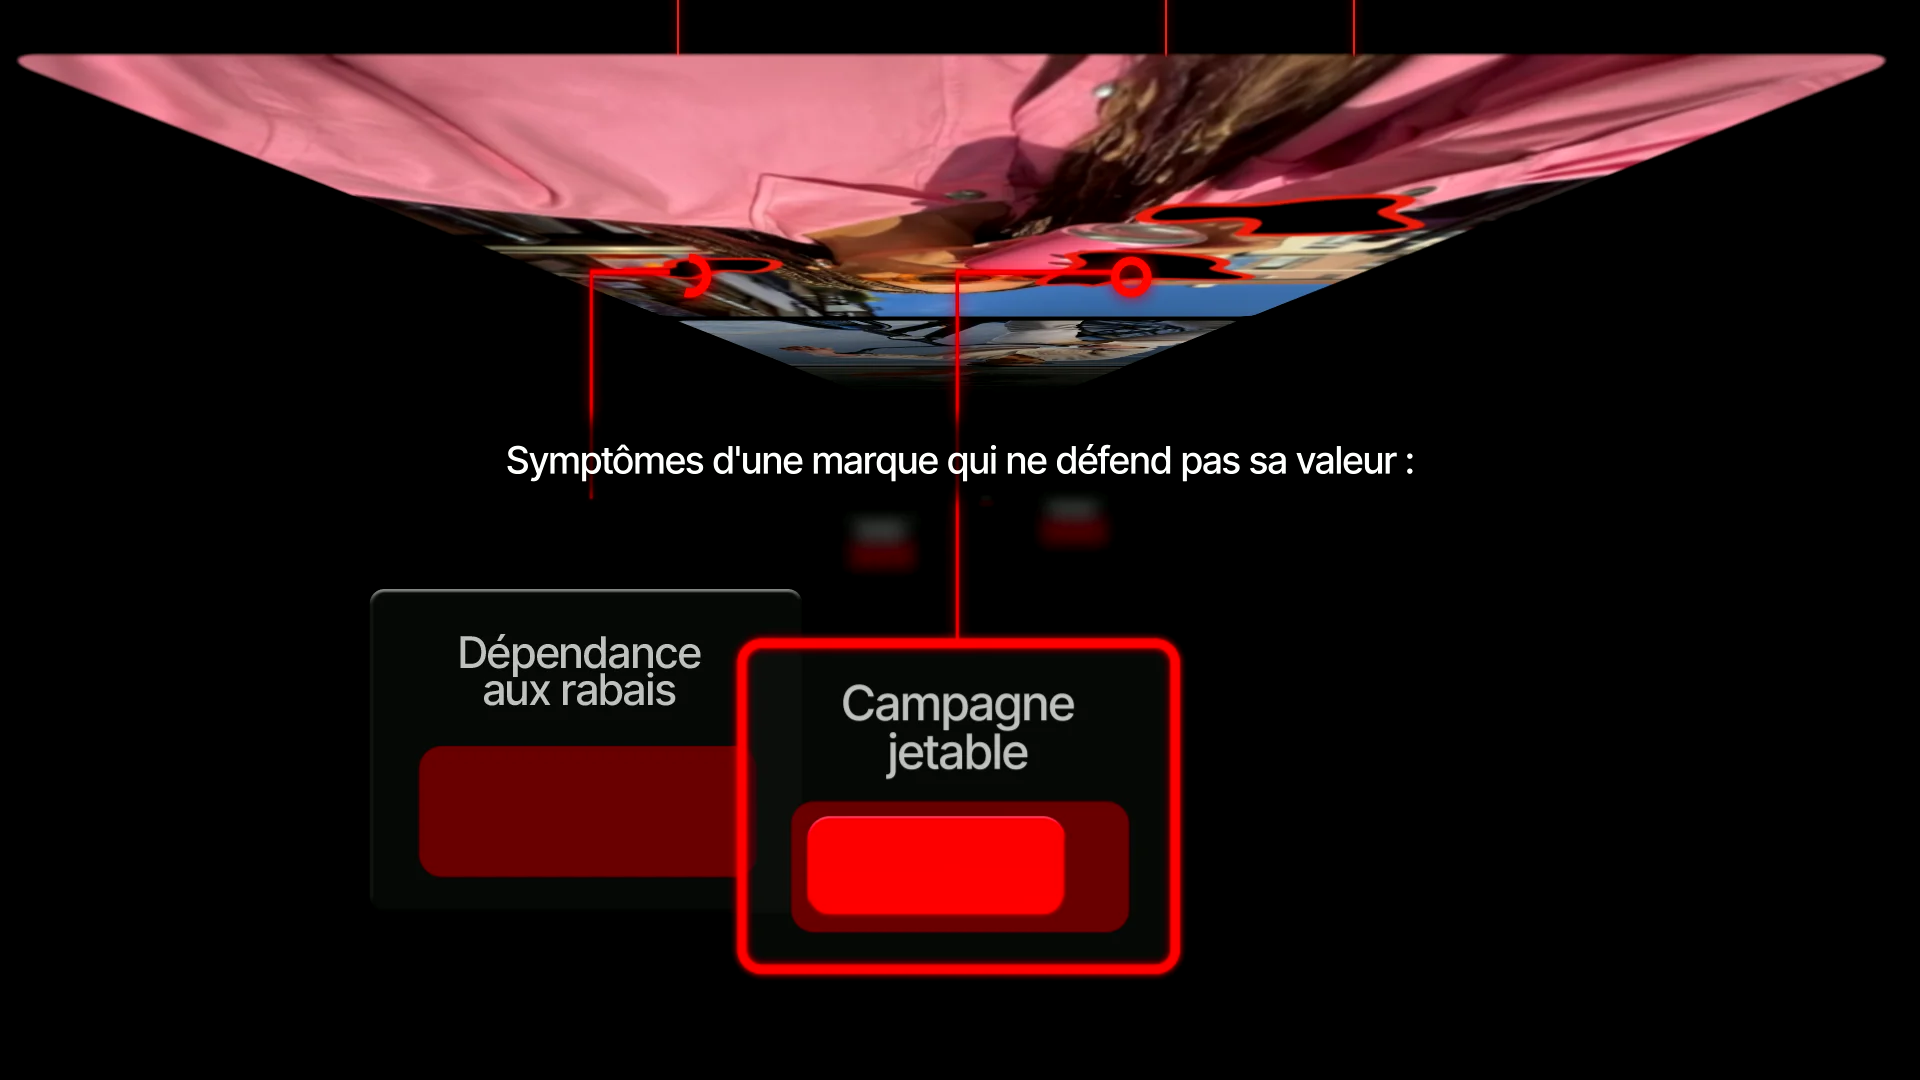 Symptômes d'une marque qui ne défend pas sa valeur :
Dépendance
aux rabais
Campagne
jetable